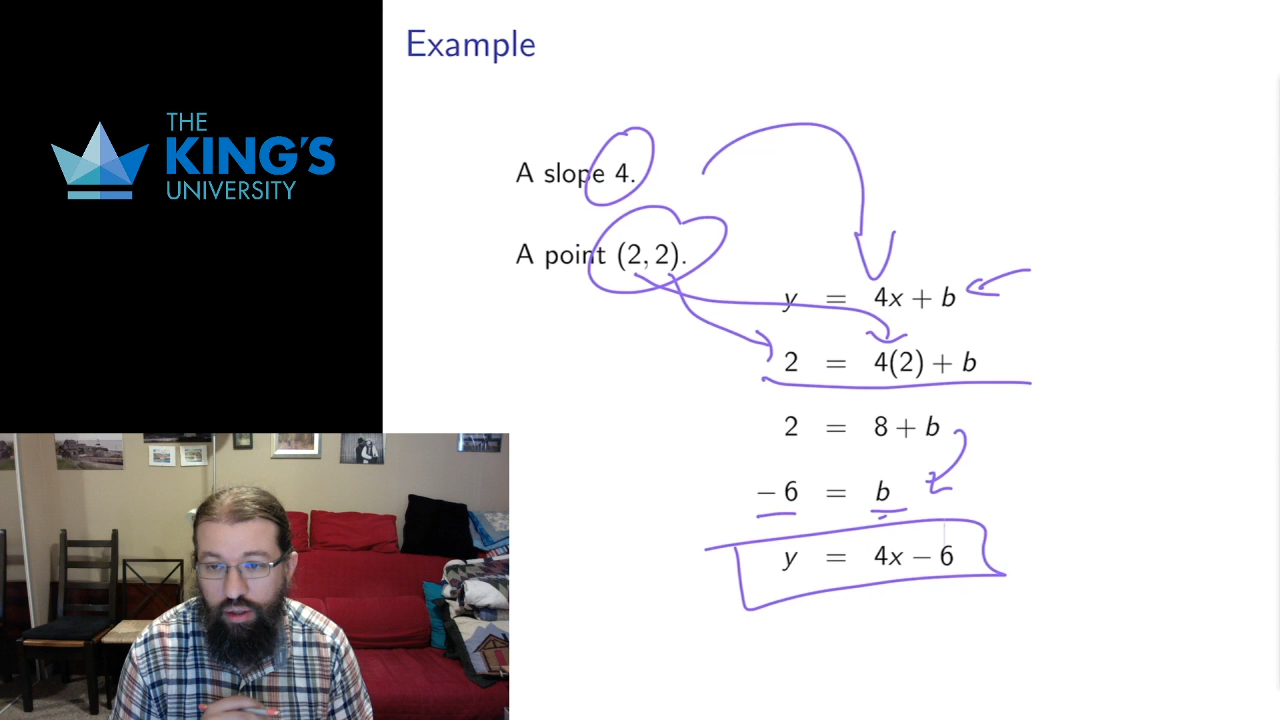 THE
KING'S
UNIVERSITY
Example
A slope 4.
A point (2, 2).
y = 4x + b
2 = 4(2) + b
2 = 8 + b
−6 = b
y = 4x − 6